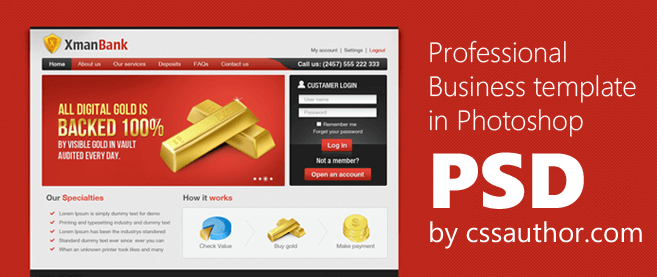 XmanBank
My account | Settings | Logout
Home About us Our services Deposits FAQs Contact us Call us: (2457) 555 222 333
ALL DIGITAL GOLD IS
BACKED 100%
BY VISIBLE GOLD IN VAULT
AUDITED EVERY DAY.
CUSTAMER LOGIN
User name
Password
Remember me
Forget your password
Log in
Not a member?
Open an account
Our Specialties
Lorem Ipsum is simply dummy text for demo
Printing and typesetting industry and dummy text
Lorem Ipsum has been the industys standered
Standard dummy text ever since ever you can
When an unknown printer took likes and many
How it works
Check Value
Buy gold
Make payment
Professional
Business template
in Photoshop
PSD
by cssauthor.com